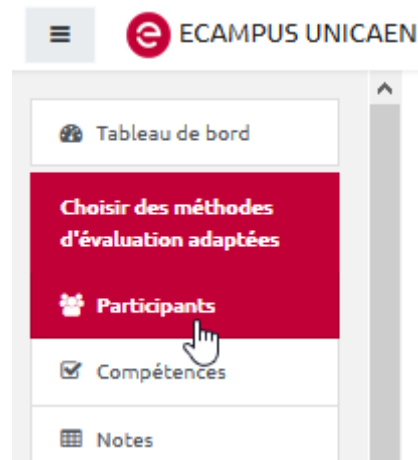 ECAMPUS UNICAEN
Tableau de bord
Choisir des méthodes
d'évaluation adaptées
Participants
Compétences
Notes